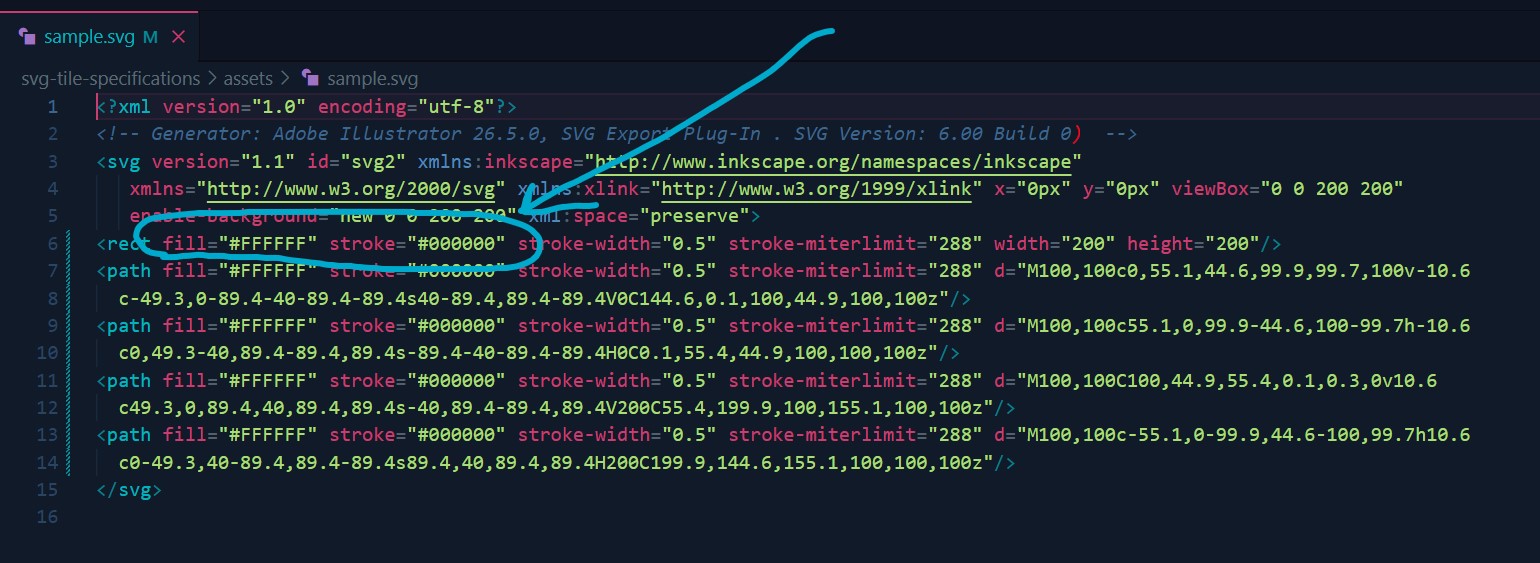 sample.svg M
svg-tile-specifications > assets > sample.svg
1 <?xml version="1.0" encoding="utf-8"?>
2 <!-- Generator: Adobe Illustrator 26.5.0, SVG Export Plug-In . SVG Version: 6.00 Build 0)  -->
3 <svg version="1.1" id="svg2" xmlns:inkscape="http://www.inkscape.org/namespaces/inkscape"
4 xmlns="http://www.w3.org/2000/svg" xmlns:xlink="http://www.w3.org/1999/xlink" x="0px" y="0px" viewBox="0 0 200 200"
5 enable-background="new 0 0 200 200" xml:space="preserve">
6 <rect fill="#FFFFFF" stroke="#000000" stroke-width="0.5" stroke-miterlimit="288" width="200" height="200"/>
7 <path fill="#FFFFFF" stroke="#000000" stroke-width="0.5" stroke-miterlimit="288" d="M100,100c0,55.1,44.6,99.9,99.7,100v-10.6
8 c-49.3,0-89.4-40-89.4-89.4s40-89.4,89.4-89.4V0C144.6,0.1,100,44.9,100,100z"/>
9 <path fill="#FFFFFF" stroke="#000000" stroke-width="0.5" stroke-miterlimit="288" d="M100,100c55.1,0,99.9-44.6,100-99.7h-10.6
10 c0,49.3-40,89.4-89.4,89.4s-89.4-40-89.4-89.4H0C0.1,55.4,44.9,100,100,100z"/>
11 <path fill="#FFFFFF" stroke="#000000" stroke-width="0.5" stroke-miterlimit="288" d="M100,100C100,44.9,55.4,0.1,0.3,0v10.6
12 c49.3,0,89.4,40,89.4,89.4s-40,89.4-89.4,89.4V200C55.4,199.9,100,155.1,100,100z"/>
13 <path fill="#FFFFFF" stroke="#000000" stroke-width="0.5" stroke-miterlimit="288" d="M100,100c-55.1,0-99.9,44.6-100,99.7h10.6
14 c0-49.3,40-89.4,89.4-89.4s89.4,40,89.4,89.4H200C199.9,144.6,155.1,100,100,100z"/>
15 </svg>
16